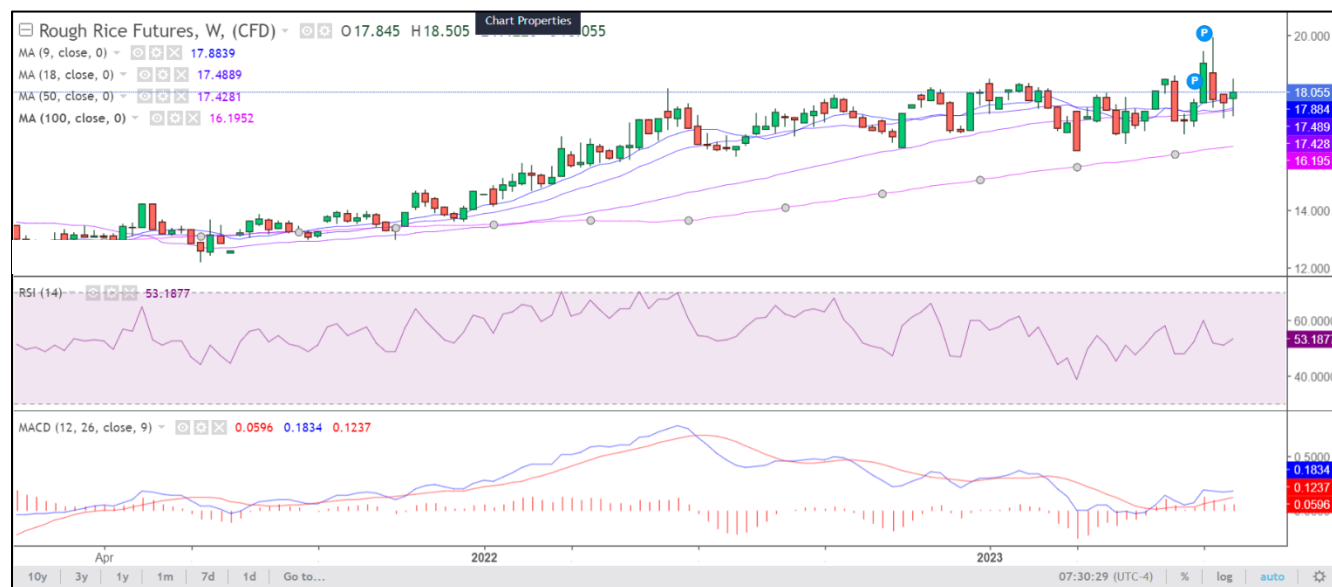 Rough Rice Futures, W, (CFD) O17.845 H18.505
Chart Properties
MA (9, close, 0) 17.8839
MA (18, close, 0) 17.4889
MA (50, close, 0) 17.4281
MA (100, close, 0) 16.1952
P
P
20.000
18.055
17.884
17.489
17.428
16.195
14.000
12.000
RSI (14) 53.1877
60.0000
53.1877
40.0000
MACD (12, 26, close, 9) 0.0596 0.1834 0.1237
0.5000
0.1834
0.1237
0.0596
Apr 2022 2023
10y 3y 1y 1m 7d 1d Go to... 07:30:29 (UTC-4) % log auto